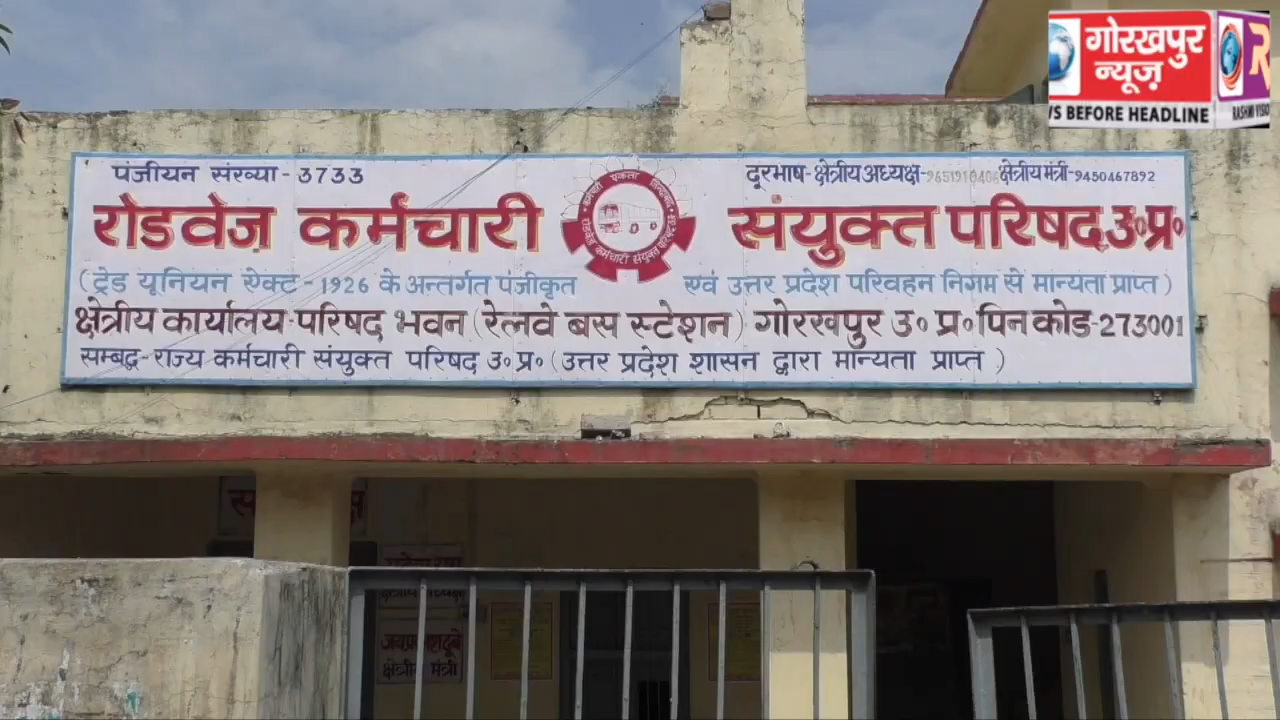 गोरखपुर
न्यूज़
NEWS BEFORE HEADLINE
पंजीयन संख्या - 3733
दूरभाष - क्षेत्रीय अध्यक्ष - क्षेत्रीय मंत्री - 9450467892
रोडवेज़ कर्मचारी संयुक्त परिषद् उ॰प्र॰
(ट्रेड यूनियन ऐक्ट - 1926 के अन्तर्गत पंजीकृत एवं उत्तर प्रदेश परिवहन निगम से मान्यता प्राप्त)
क्षेत्रीय कार्यालय-परिषद भवन (रेलवे बस स्टेशन) गोरखपुर उ॰ प्र॰ पिन कोड-273001
सम्बद्ध-राज्य कर्मचारी संयुक्त परिषद उ॰ प्र॰ (उत्तर प्रदेश शासन द्वारा मान्यता प्राप्त)
क्षेत्रीय मंत्री